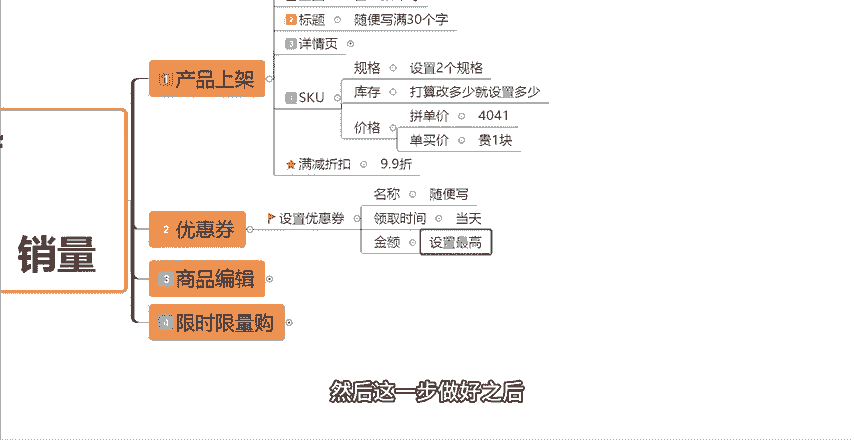 2 标题 随便写满30个字
3 详情页
1 产品上架
规格 设置2个规格
SKU
库存 打算改多少就设置多少
价格
拼单价 4041
单买价 贵1块
满减折扣 9.9折
2 优惠券
设置优惠券
名称 随便写
领取时间 当天
金额 设置最高
销量
3 商品编辑
4 限时限量购
然后这一步做好之后